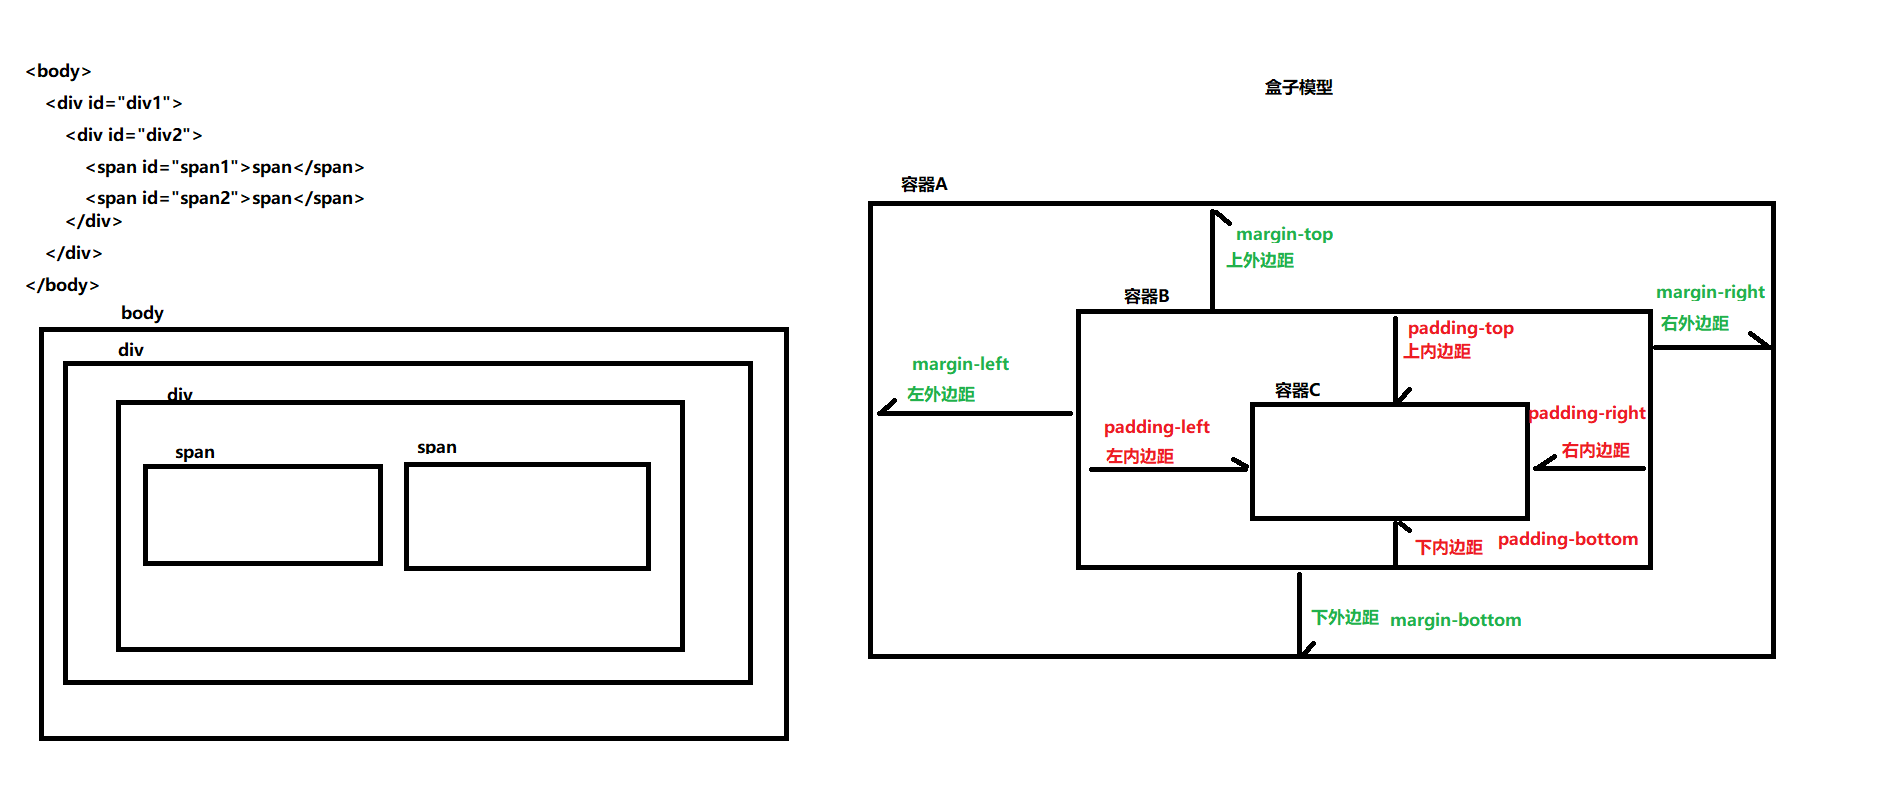 <body>
<div id="div1">
<div id="div2">
<span id="span1">span</span>
<span id="span2">span</span>
</div>
</div>
</body>
body
div
div
span
span
盒子模型
容器A
margin-top
上外边距
容器B
margin-right
右外边距
padding-top
上内边距
margin-left
左外边距
容器C
padding-left
左内边距
padding-right
右内边距
下内边距 padding-bottom
下外边距 margin-bottom